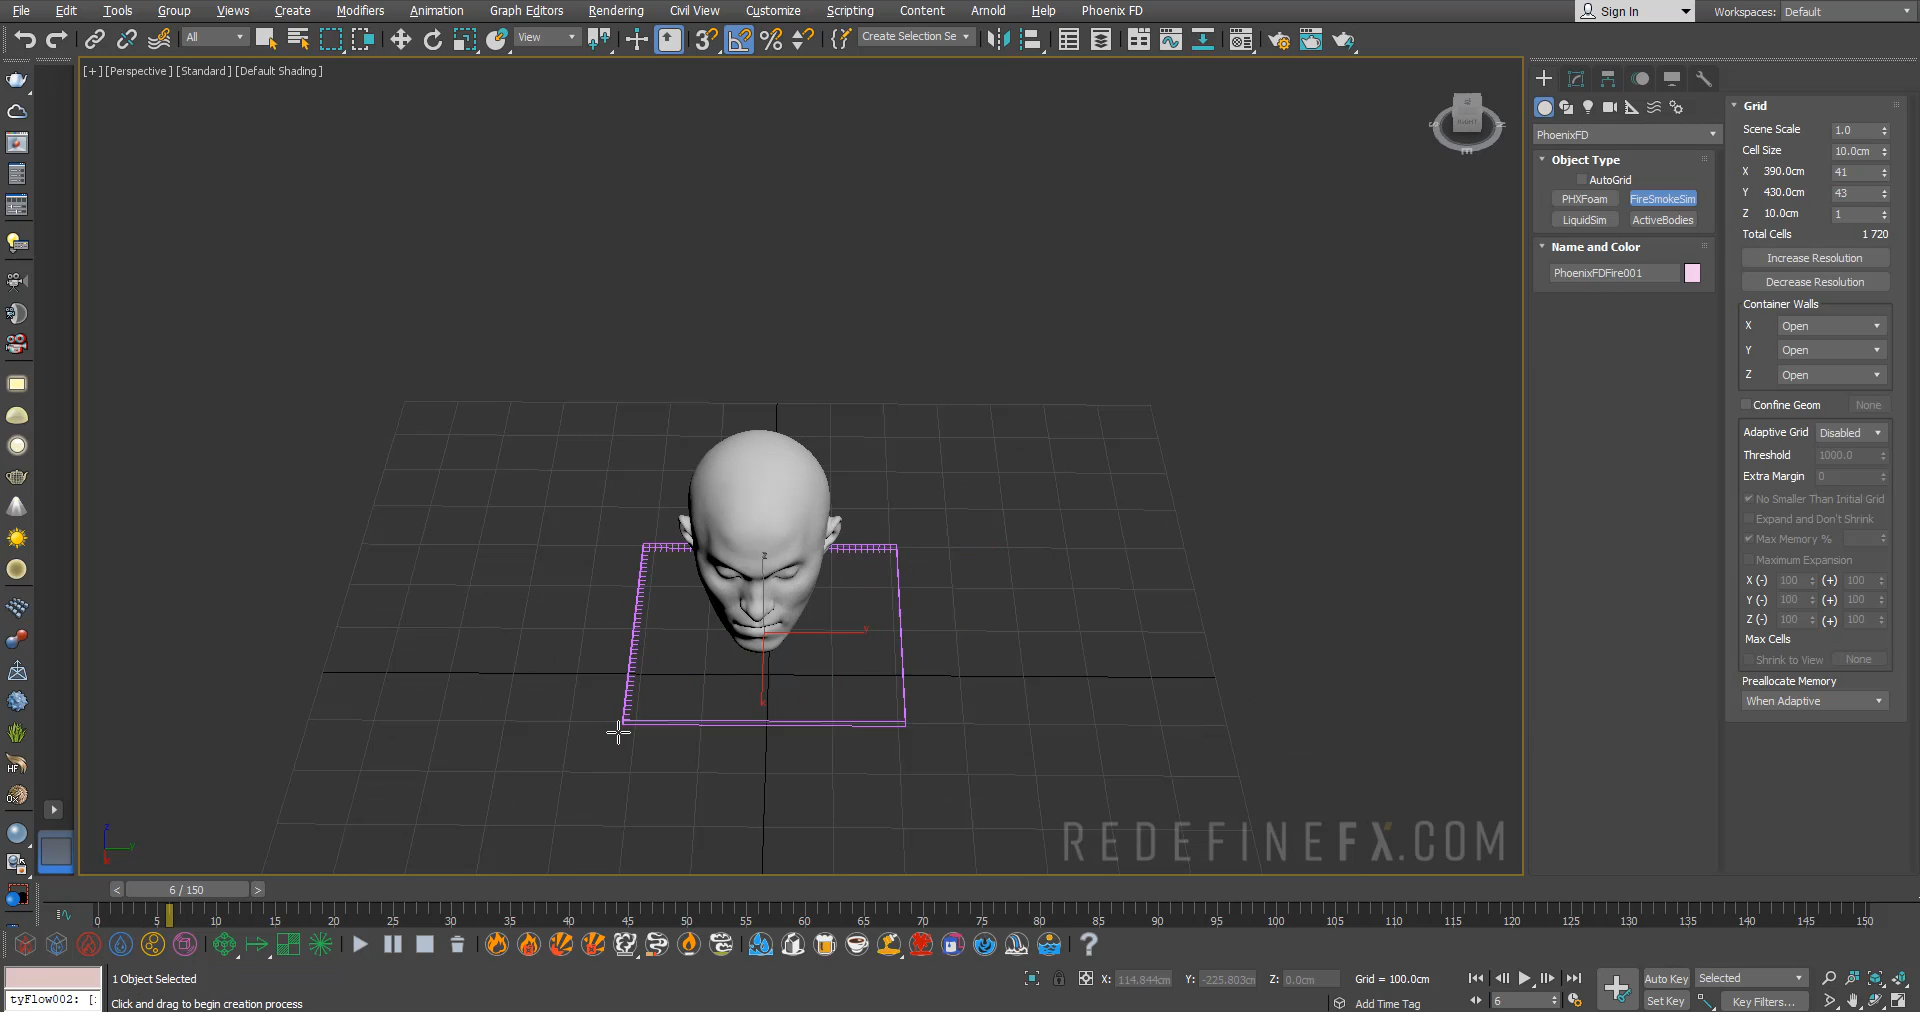 File Edit Tools Group Views Create Modifiers Animation Graph Editors Rendering Civil View Customize Scripting Content Arnold Help Phoenix FD Sign In Workspaces: Default
All View Create Selection Se
[+] [Perspective ] [Standard ] [Default Shading ]
PhoenixFD
Object Type
AutoGrid
PHXFoam FireSmokeSim
LiquidSim ActiveBodies
Name and Color
PhoenixFDFire001
Grid
Scene Scale 1.0
Cell Size 10.0cm
X 390.0cm 41
Y 430.0cm 43
Z 10.0cm 1
Total Cells 1 720
Increase Resolution
Decrease Resolution
Container Walls
X Open
Y Open
Z Open
Confine Geom None
Adaptive Grid Disabled
Threshold 1000.0
Extra Margin 0
No Smaller Than Initial Grid
Expand and Don't Shrink
Max Memory %
Maximum Expansion
X (-) 100 (+) 100
Y (-) 100 (+) 100
Z (-) 100 (+) 100
Max Cells
Shrink to View None
Preallocate Memory
When Adaptive
z
y
z
y
HF
REDEFINEFX.COM
< 6 / 150 >
0 5 10 15 20 25 30 35 40 45 50 55 60 65 70 75 80 85 90 95 100 105 110 115 120 125 130 135 140 145 150
tyFlow002: [:
1 Object Selected
Click and drag to begin creation process
X: 114.844cm Y: -225.803cm Z: 0.0cm Grid = 100.0cm
Add Time Tag
6
Auto Key Selected
Set Key Key Filters...